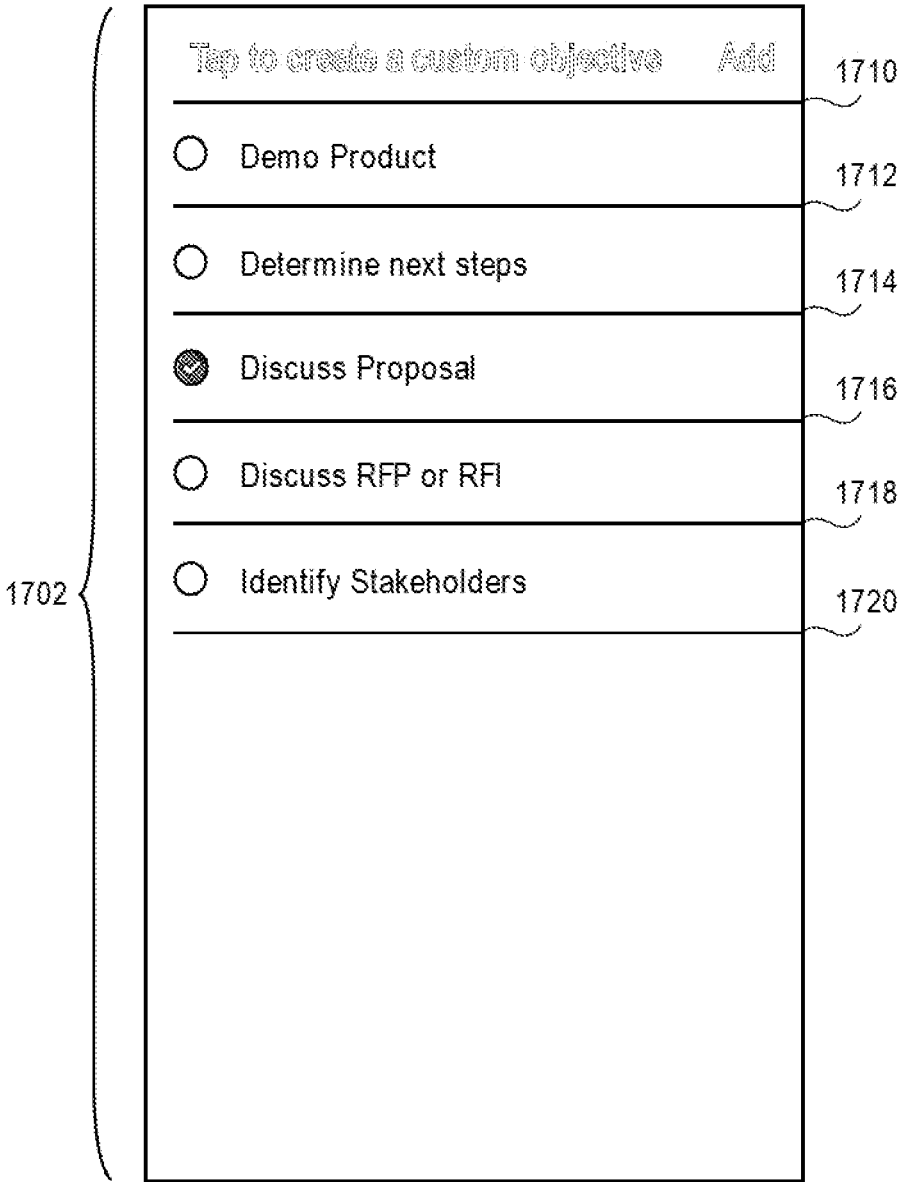 Tap to create a custom objective Add
1710
Demo Product
1712
Determine next steps
1714
Discuss Proposal
1716
Discuss RFP or RFI
1718
Identify Stakeholders
1702
1720